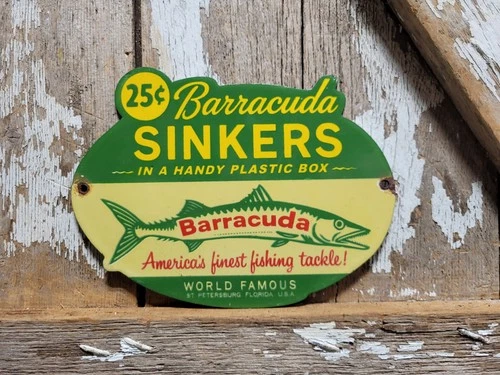 25¢ Barracuda
SINKERS
IN A HANDY PLASTIC BOX
Barracuda
America's finest fishing tackle!
WORLD FAMOUS
ST PETERSBURG FLORIDA U.S.A.